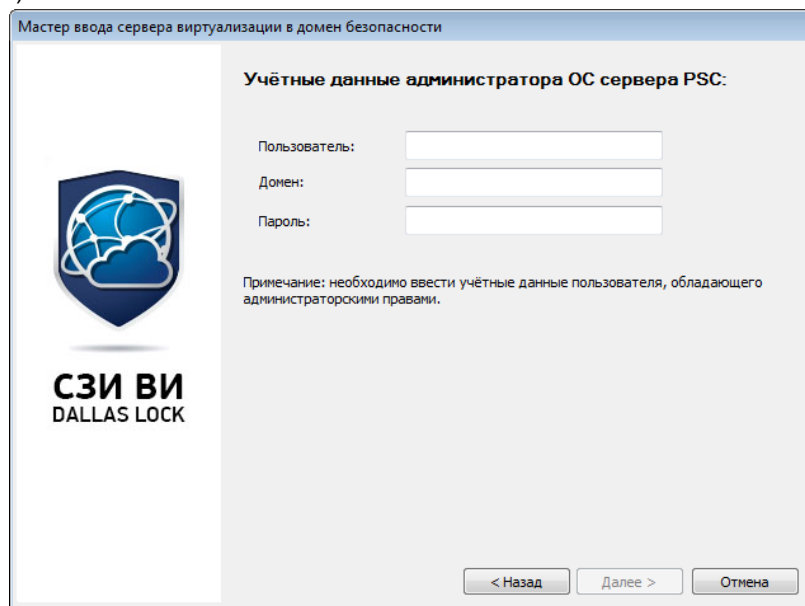 Мастер ввода сервера виртуализации в домен безопасности
Учётные данные администратора ОС сервера PSC:
Пользователь:
Домен:
Пароль:
Примечание: необходимо ввести учётные данные пользователя, обладающего
администраторскими правами.
СЗИ ВИ
DALLAS LOCK
< Назад
Далее >
Отмена